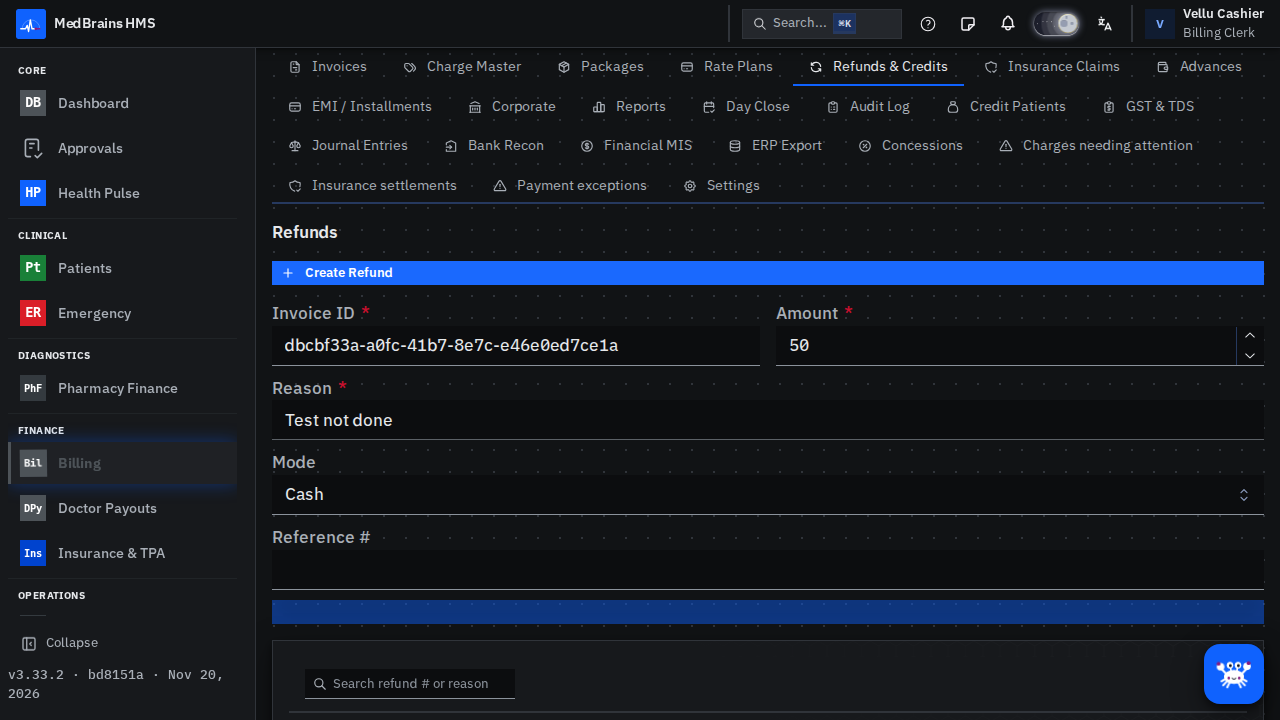 MedBrains HMS
Search... ⌘K
V
Vellu Cashier
Billing Clerk
CORE
DB Dashboard
Approvals
HP Health Pulse
CLINICAL
Pt Patients
ER Emergency
DIAGNOSTICS
PhF Pharmacy Finance
FINANCE
Bil Billing
DPy Doctor Payouts
Ins Insurance & TPA
OPERATIONS
Collapse
v3.33.2 · bd8151a · Nov 20,
2026
Invoices Charge Master Packages Rate Plans Refunds & Credits Insurance Claims Advances
EMI / Installments Corporate Reports Day Close Audit Log Credit Patients GST & TDS
Journal Entries Bank Recon Financial MIS ERP Export Concessions Charges needing attention
Insurance settlements Payment exceptions Settings
Refunds
Create Refund
Invoice ID * Amount *
dbcbf33a-a0fc-41b7-8e7c-e46e0ed7ce1a 50
Reason *
Test not done
Mode
Cash
Reference #
Search refund # or reason